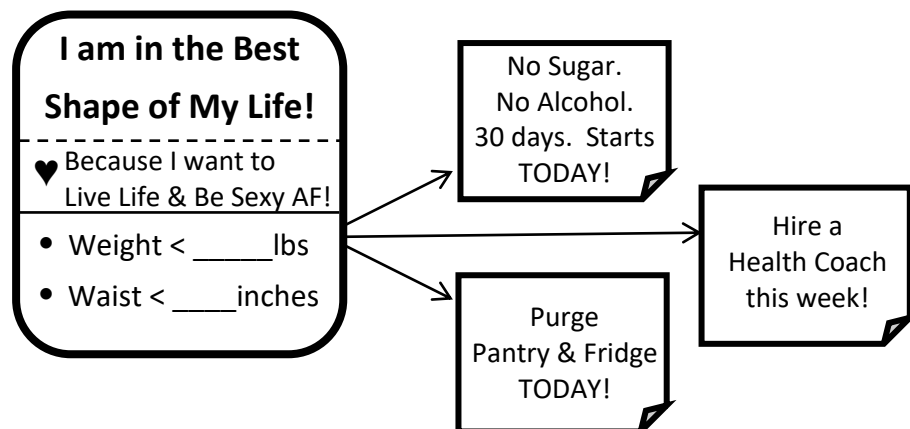 I am in the Best
Shape of My Life!
♥ Because I want to
Live Life & Be Sexy AF!
• Weight < _____lbs
• Waist < ____inches
No Sugar.
No Alcohol.
30 days.  Starts
TODAY!
Hire a
Health Coach
this week!
Purge
Pantry & Fridge
TODAY!